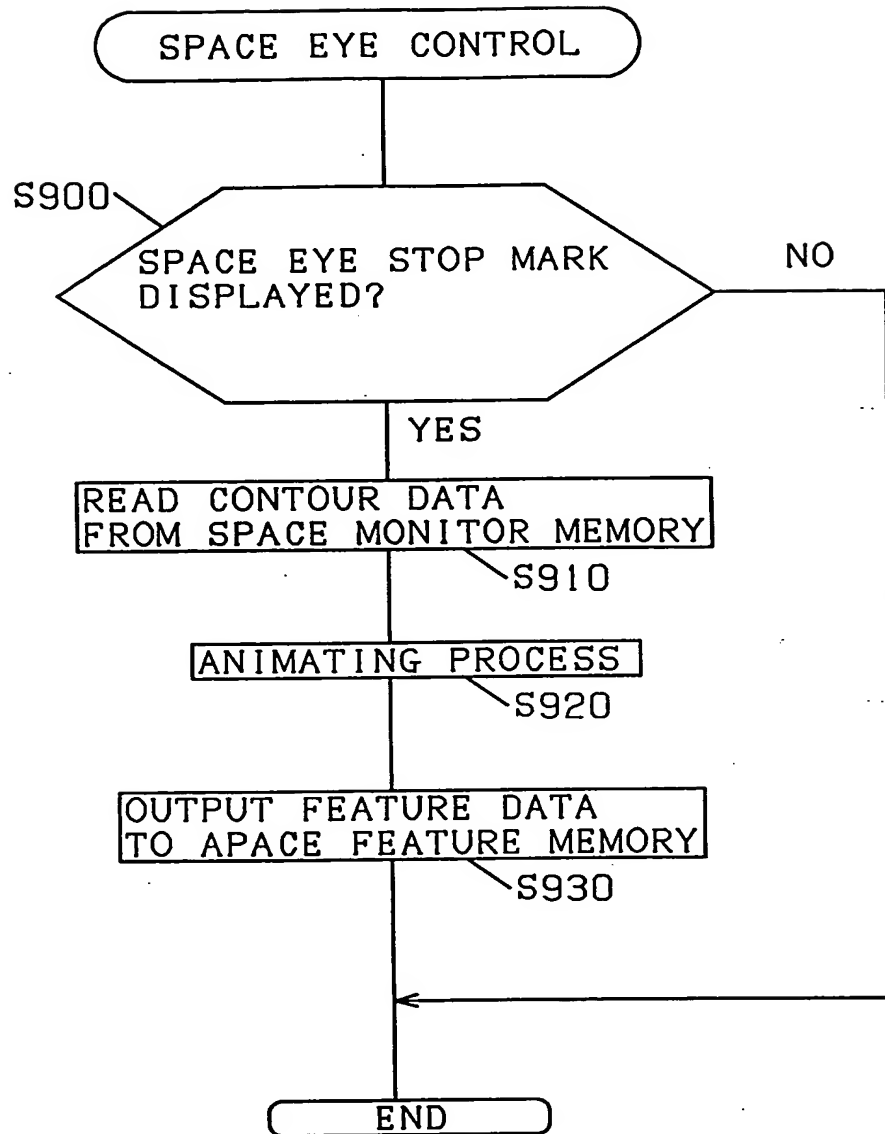 SPACE EYE CONTROL
S900
SPACE EYE STOP MARK
DISPLAYED?
NO
YES
READ CONTOUR DATA
FROM SPACE MONITOR MEMORY
S910
ANIMATING PROCESS
S920
OUTPUT FEATURE DATA
TO APACE FEATURE MEMORY
S930
END